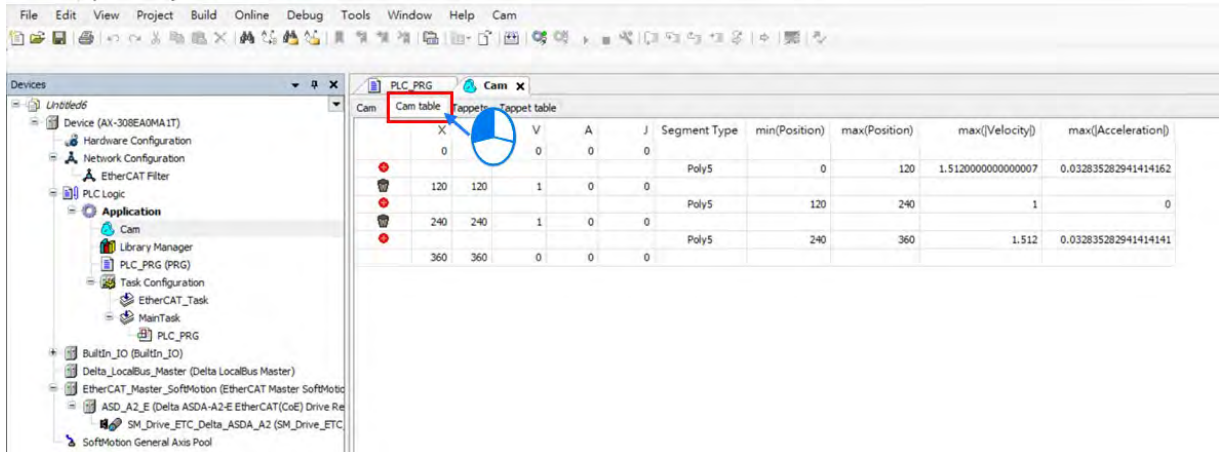 File Edit View Project Build Online Debug Tools Window Help Cam
Devices
PLC_PRG Cam
Untitled6
Cam Cam table Tappets Tappet table
Device (AX-308EA0MA1T)
Hardware Configuration
Network Configuration
EtherCAT Filter
PLC Logic
Application
Cam
Library Manager
PLC_PRG (PRG)
Task Configuration
EtherCAT_Task
MainTask
PLC_PRG
BuiltIn_IO (BuiltIn_IO)
Delta_LocalBus_Master (Delta LocalBus Master)
EtherCAT_Master_SoftMotion (EtherCAT Master SoftMotio
ASD_A2_E (Delta ASDA-A2-E EtherCAT(CoE) Drive Re
SM_Drive_ETC_Delta_ASDA_A2 (SM_Drive_ETC_
SoftMotion General Axis Pool
X V A J Segment Type min(Position) max(Position) max(|Velocity|) max(|Acceleration|)
0 0 0 0
Poly5 0 120 1.5120000000000007 0.032835282941414162
120 120 1 0 0
Poly5 120 240 1 0
240 240 1 0 0
Poly5 240 360 1.512 0.032835282941414141
360 360 0 0 0